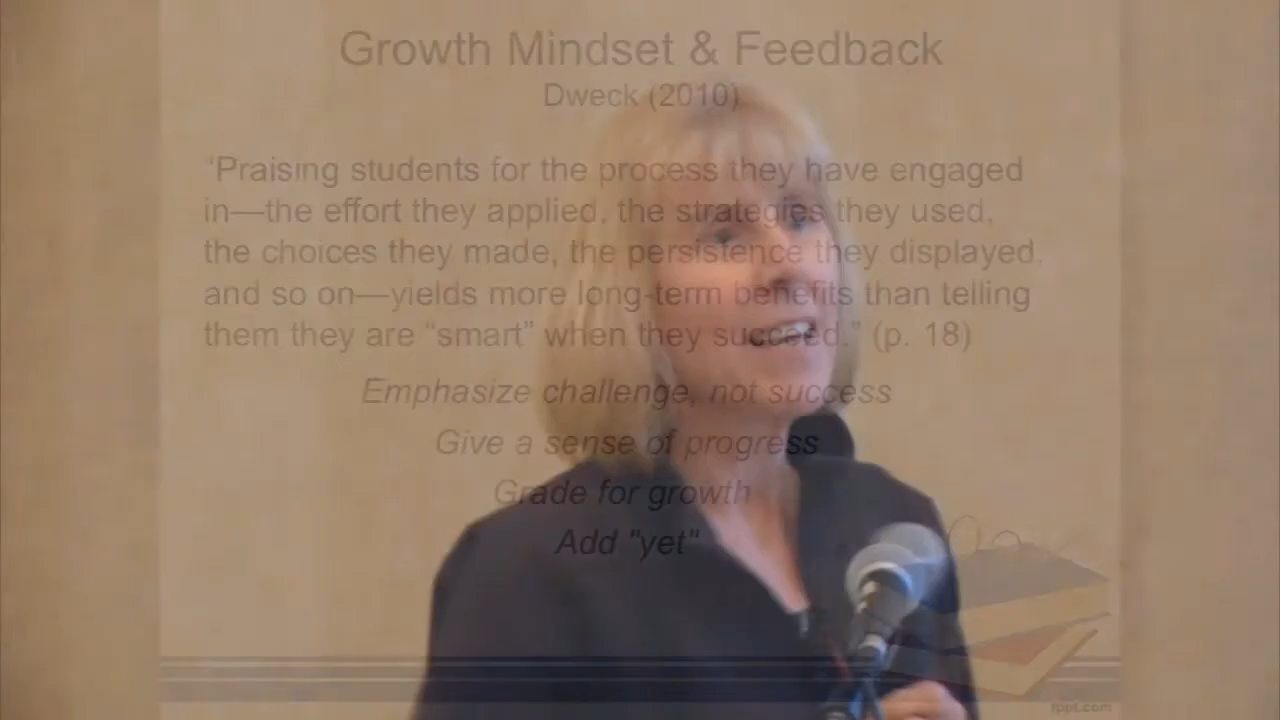 Growth Mindset & Feedback
Dweck (2010)
"Praising students for the process they have engaged
in—the effort they applied, the strategies they used,
the choices they made, the persistence they displayed,
and so on—yields more long-term benefits than telling
them they are “smart” when they succeed.” (p. 18)
Emphasize challenge, not success
Give a sense of progress
Grade for growth
Add "yet"
fppt.com